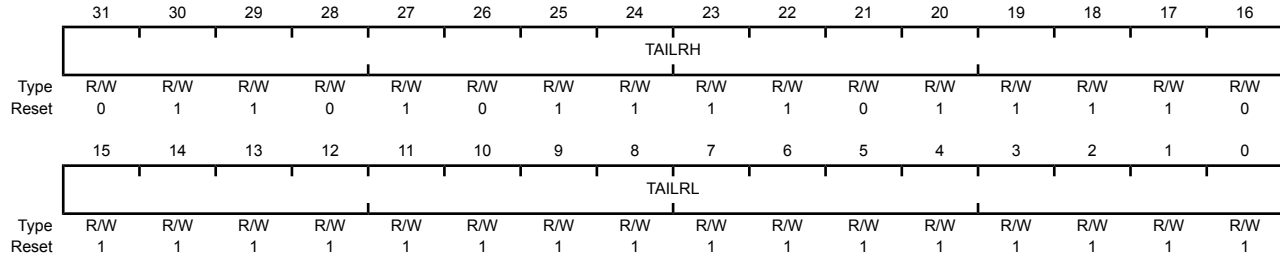 31 30 29 28 27 26 25 24 23 22 21 20 19 18 17 16
TAILRH
Type R/W R/W R/W R/W R/W R/W R/W R/W R/W R/W R/W R/W R/W R/W R/W R/W
Reset 0 1 1 0 1 0 1 1 1 1 0 1 1 1 1 0
15 14 13 12 11 10 9 8 7 6 5 4 3 2 1 0
TAILRL
Type R/W R/W R/W R/W R/W R/W R/W R/W R/W R/W R/W R/W R/W R/W R/W R/W
Reset 1 1 1 1 1 1 1 1 1 1 1 1 1 1 1 1